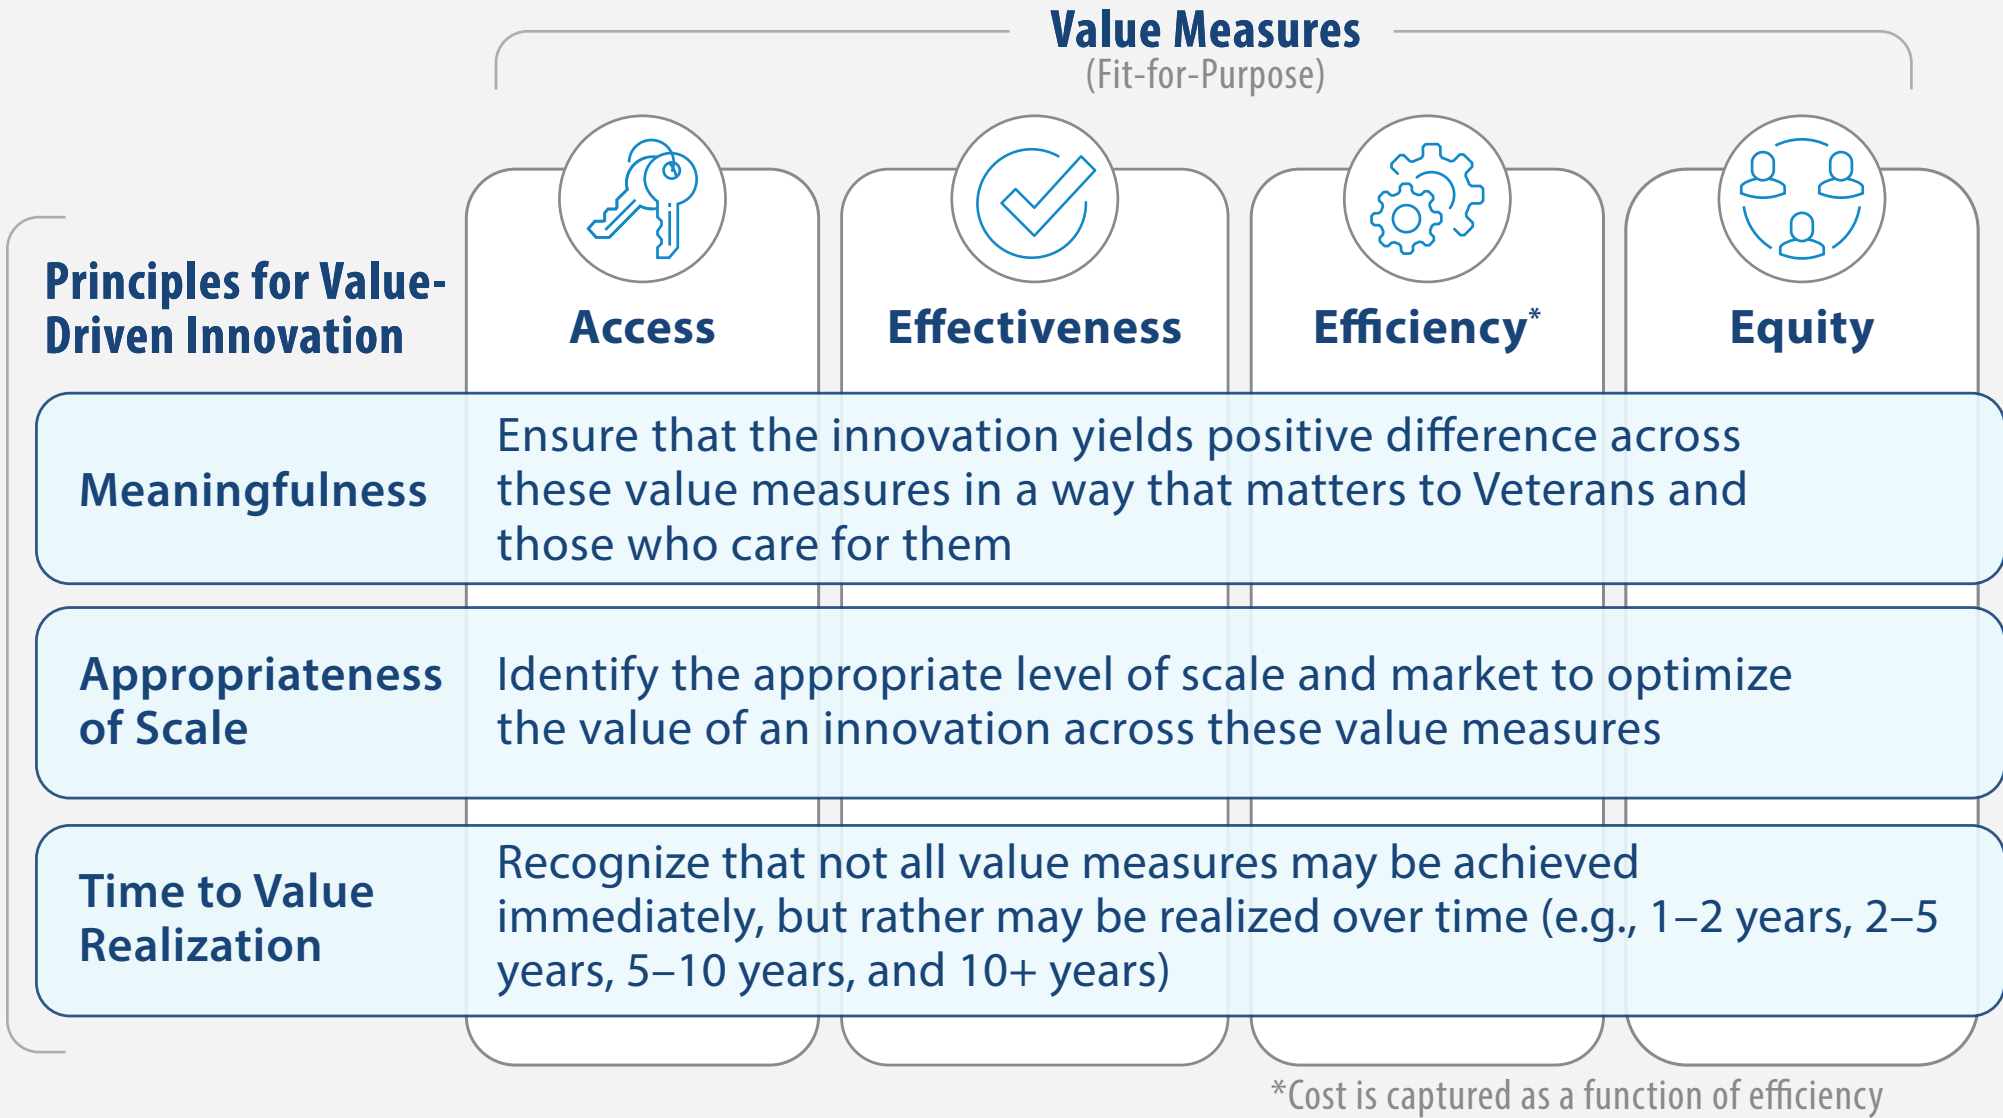 Value Measures
(Fit-for-Purpose)
Principles for Value-
Driven Innovation
Access
Effectiveness
Efficiency*
Equity
Meaningfulness
Ensure that the innovation yields positive difference across
these value measures in a way that matters to Veterans and
those who care for them
Appropriateness
of Scale
Identify the appropriate level of scale and market to optimize
the value of an innovation across these value measures
Time to Value
Realization
Recognize that not all value measures may be achieved
immediately, but rather may be realized over time (e.g., 1–2 years, 2–5
years, 5–10 years, and 10+ years)
*Cost is captured as a function of efficiency